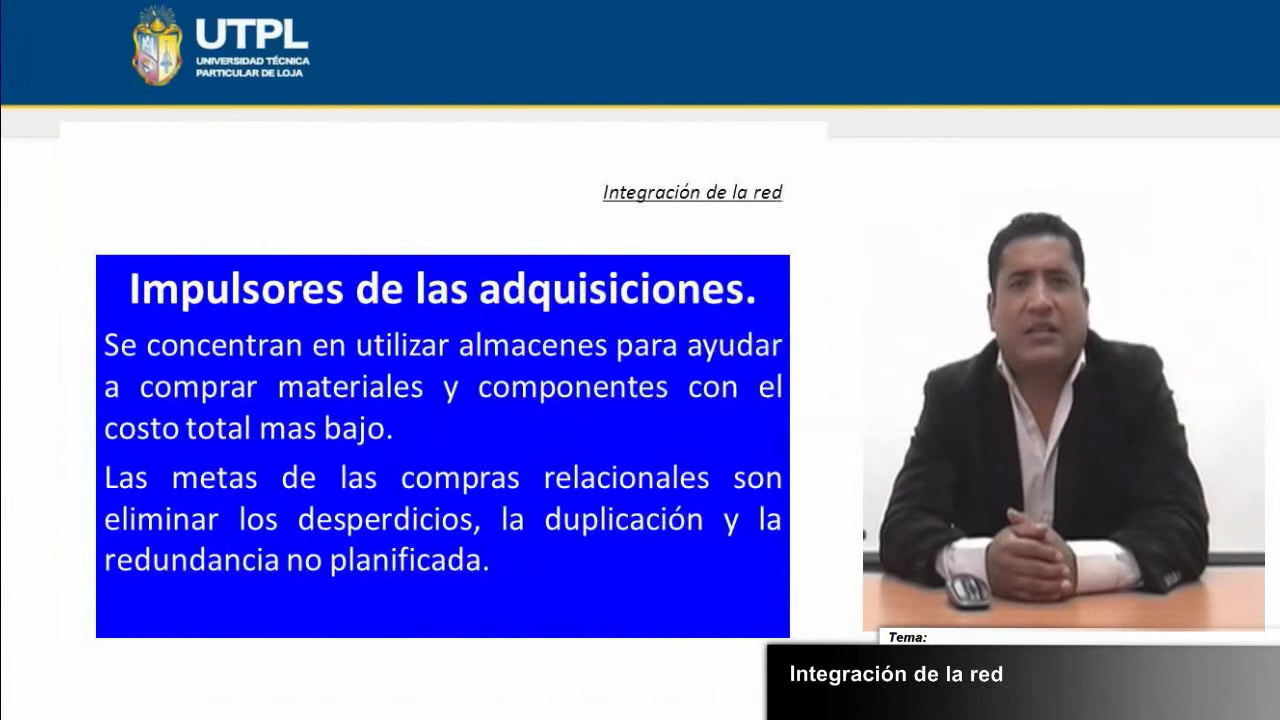 UTPL
UNIVERSIDAD TÉCNICA
PARTICULAR DE LOJA
Integración de la red
Impulsores de las adquisiciones.
Se concentran en utilizar almacenes para ayudar
a comprar materiales y componentes con el
costo total mas bajo.
Las metas de las compras relacionales son
eliminar los desperdicios, la duplicación y la
redundancia no planificada.
Tema:
Integración de la red